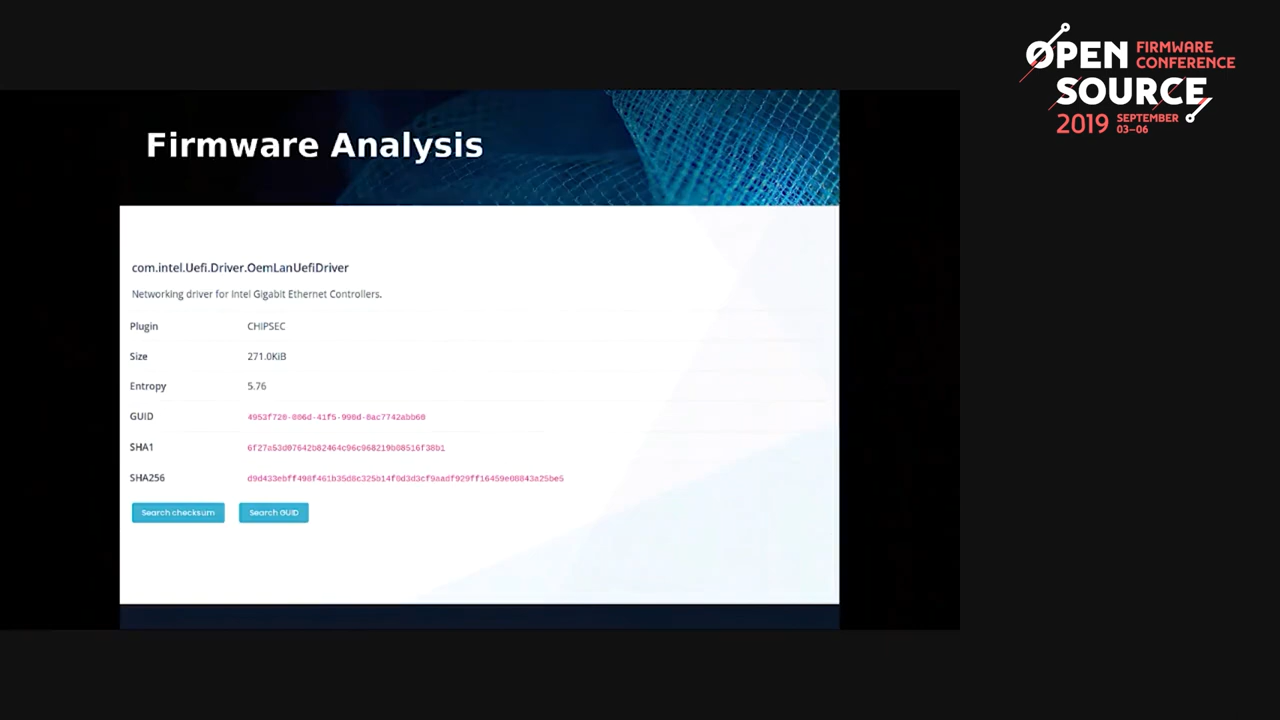 OPEN FIRMWARE CONFERENCE
SOURCE
2019 SEPTEMBER 03–06
Firmware Analysis
com.intel.Uefi.Driver.OemLanUefiDriver
Networking driver for Intel Gigabit Ethernet Controllers.
Plugin CHIPSEC
Size 271.0KiB
Entropy 5.76
GUID
SHA1
SHA256
Search checksum Search GUID